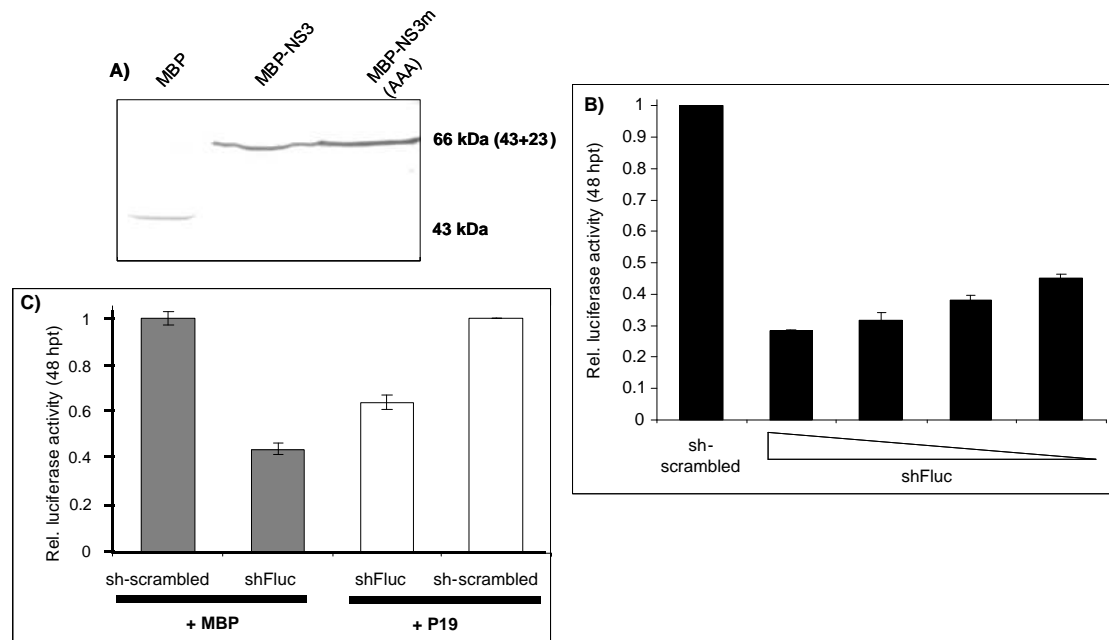 A)
MBP
MBP-NS3
MBP-NS3m
(AAA)
66 kDa (43+23)
43 kDa
B)
Rel. luciferase activity (48 hpt)
1
0.9
0.8
0.7
0.6
0.5
0.4
0.3
0.2
0.1
0
sh-
scrambled
shFluc
C)
Rel. luciferase activity (48 hpt)
1
0.8
0.6
0.4
0.2
0
sh-scrambled
shFluc
shFluc
sh-scrambled
+ MBP
+ P19